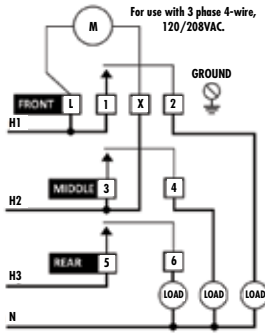 M
For use with 3 phase 4-wire,
120/208VAC.
GROUND
FRONT L 1 X 2
H1
MIDDLE 3 4
H2
REAR 5 6
H3
LOAD LOAD LOAD
N